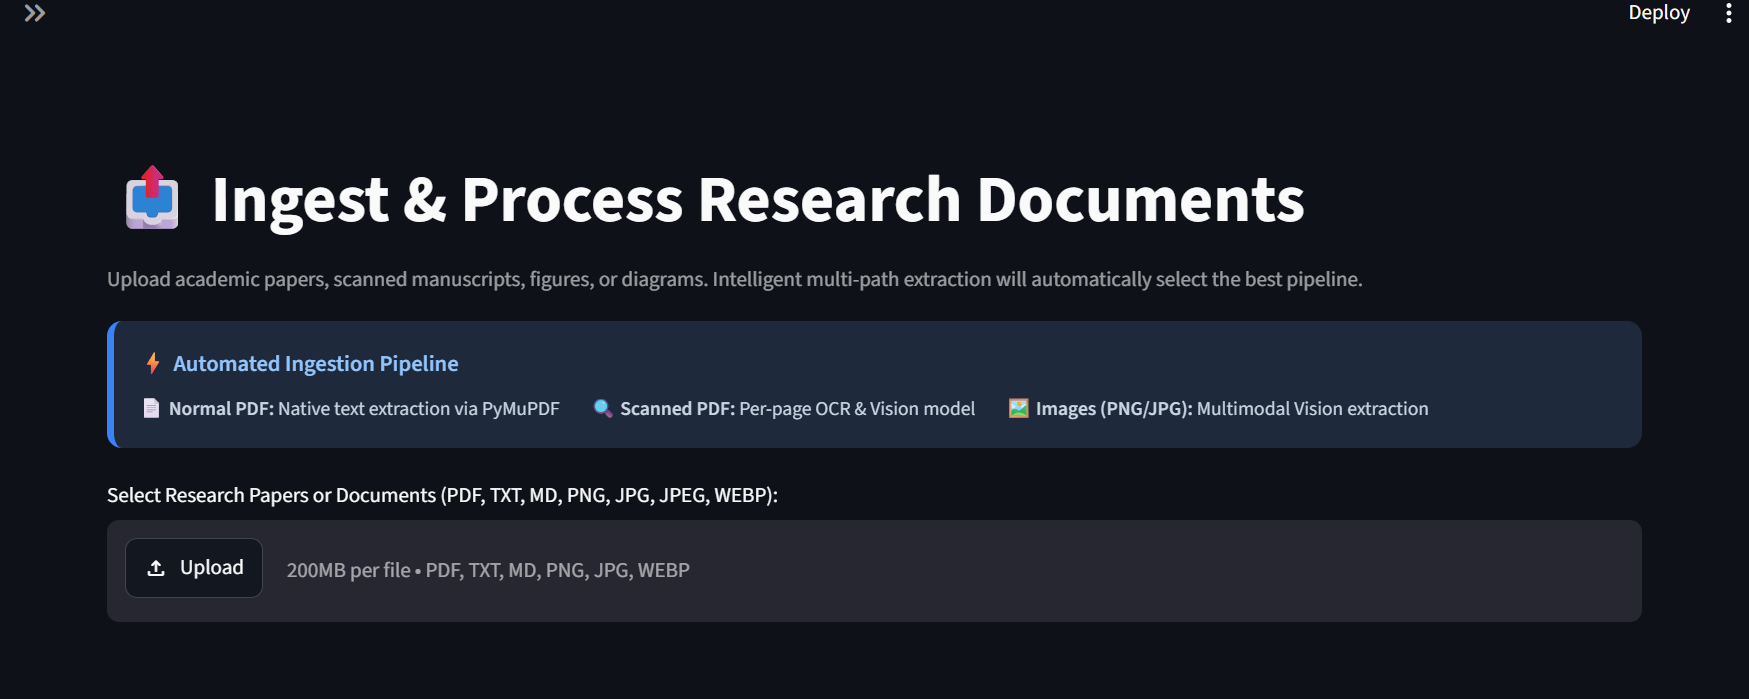 Deploy
Ingest & Process Research Documents
Upload academic papers, scanned manuscripts, figures, or diagrams. Intelligent multi-path extraction will automatically select the best pipeline.
Automated Ingestion Pipeline
Normal PDF: Native text extraction via PyMuPDF Scanned PDF: Per-page OCR & Vision model Images (PNG/JPG): Multimodal Vision extraction
Select Research Papers or Documents (PDF, TXT, MD, PNG, JPG, JPEG, WEBP):
Upload 200MB per file • PDF, TXT, MD, PNG, JPG, WEBP